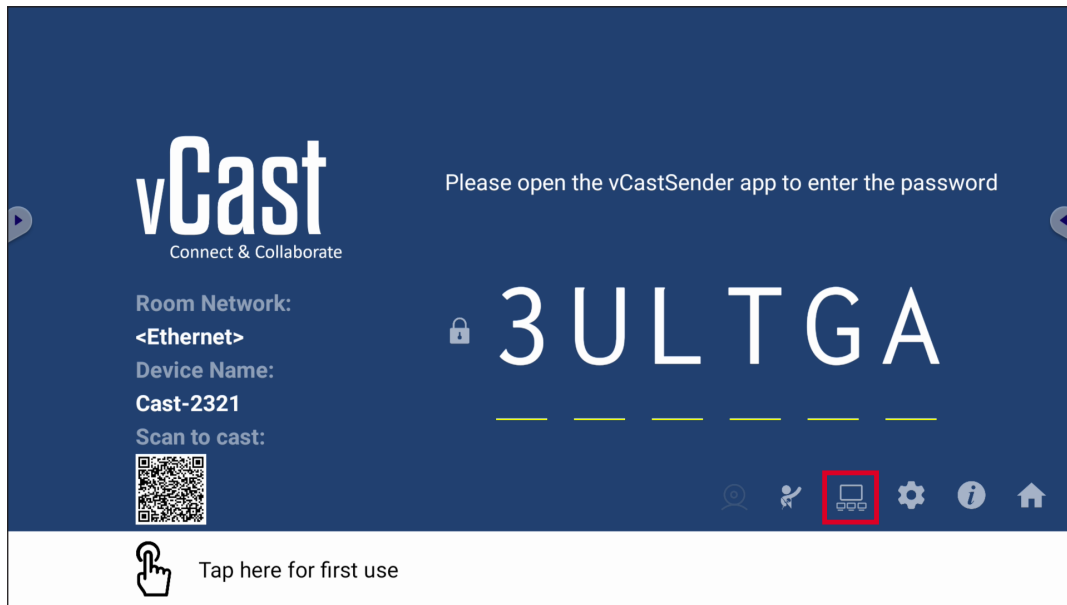 vCast
Connect & Collaborate
Please open the vCastSender app to enter the password
Room Network:
<Ethernet>
Device Name:
Cast-2321
Scan to cast:
3ULTGA
Tap here for first use